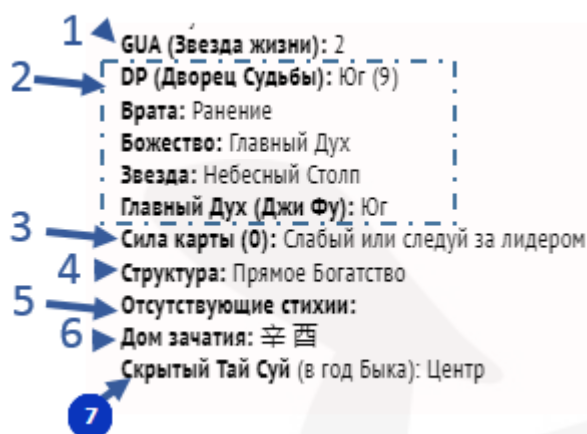 1 GUA (Звезда жизни): 2
2 DP (Дворец Судьбы): Юг (9)
Врата: Ранение
Божество: Главный Дух
Звезда: Небесный Столп
Главный Дух (Джи Фу): Юг
3 Сила карты (0): Слабый или следуй за лидером
4 Структура: Прямое Богатство
5 Отсутствующие стихии:
6 Дом зачатия: 辛 酉
Скрытый Тай Суй (в год Быка): Центр
7